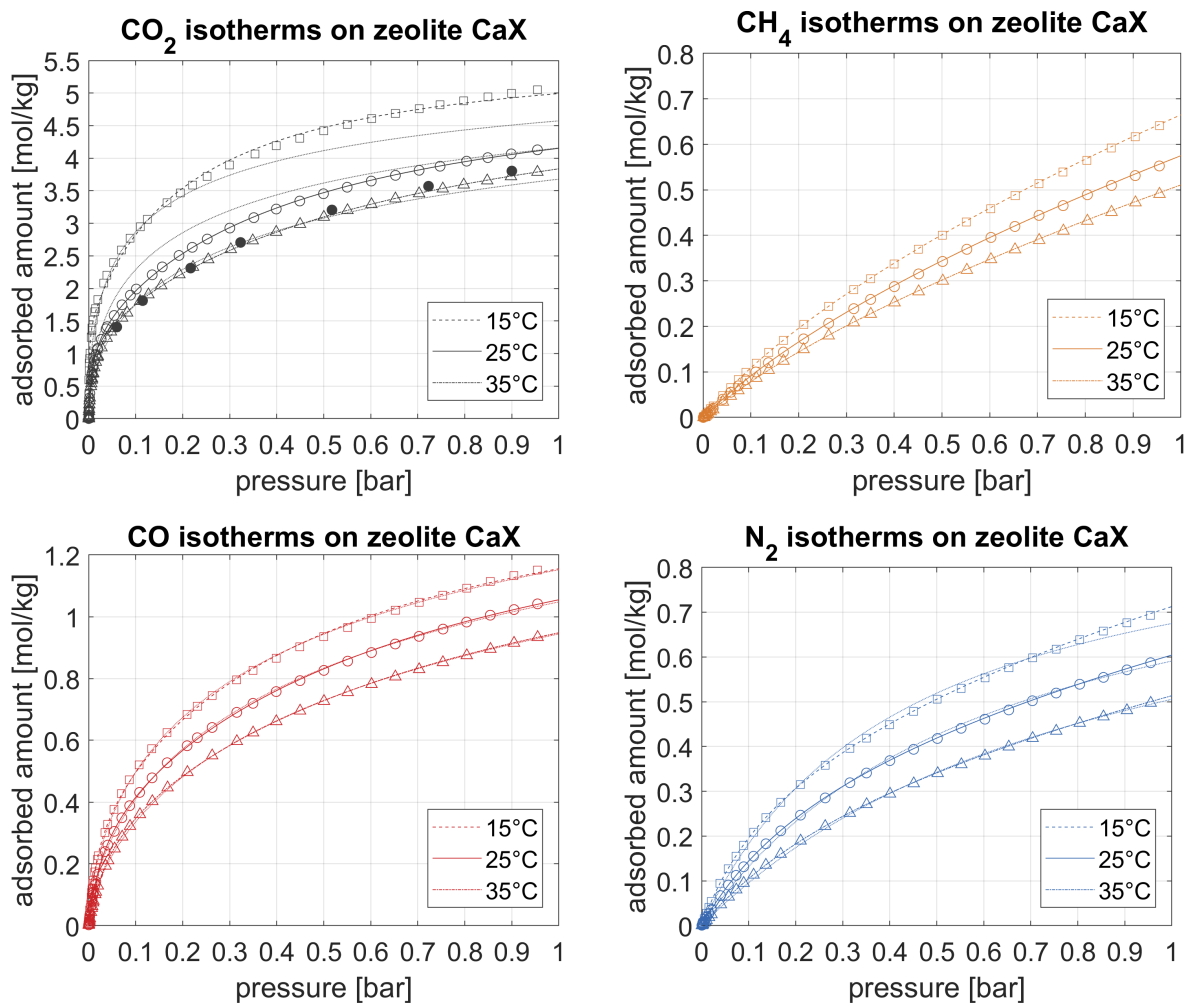 CO2 isotherms on zeolite CaX
adsorbed amount [mol/kg]
5.5
5
4.5
4
3.5
3
2.5
2
1.5
1
0.5
0
0 0.1 0.2 0.3 0.4 0.5 0.6 0.7 0.8 0.9 1
pressure [bar]
15°C
25°C
35°C
CH4 isotherms on zeolite CaX
adsorbed amount [mol/kg]
0.8
0.7
0.6
0.5
0.4
0.3
0.2
0.1
0
0 0.1 0.2 0.3 0.4 0.5 0.6 0.7 0.8 0.9 1
pressure [bar]
15°C
25°C
35°C
CO isotherms on zeolite CaX
adsorbed amount [mol/kg]
1.2
1
0.8
0.6
0.4
0.2
0
0 0.1 0.2 0.3 0.4 0.5 0.6 0.7 0.8 0.9 1
pressure [bar]
15°C
25°C
35°C
N2 isotherms on zeolite CaX
adsorbed amount [mol/kg]
0.8
0.7
0.6
0.5
0.4
0.3
0.2
0.1
0
0 0.1 0.2 0.3 0.4 0.5 0.6 0.7 0.8 0.9 1
pressure [bar]
15°C
25°C
35°C